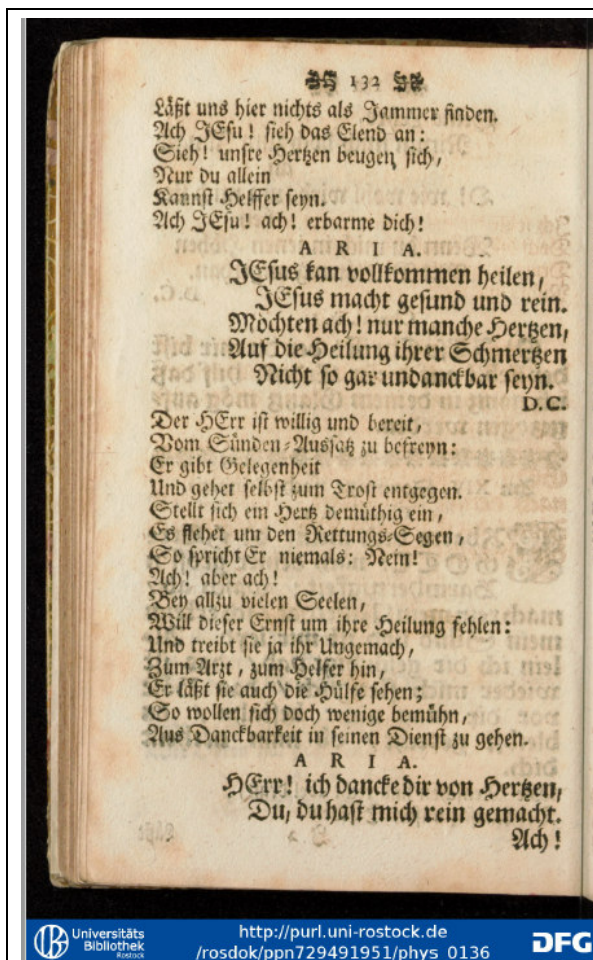 132
Läßt uns hier nichts als Jammer finden.
Ach JEsu! sieh das Elend an:
Sieh! unsre Hertzen beugen sich,
Nur du allein
Kannst Helffer seyn.
Ach JEsu! ach! erbarme dich!
ARIA.
JEsus kan vollkommen heilen,
JEsus macht gesund und rein.
Möchten ach! nur manche Hertzen,
Auf die Heilung ihrer Schmertzen
Nicht so gar undanckbar seyn.
D.C.
Der HErr ist willig und bereit,
Vom Sünden-Aussatz zu befreyn:
Er gibt Gelegenheit
Und gehet selbst zum Trost entgegen.
Stellt sich ein Hertz demüthig ein,
Es flehet um den Rettungs-Segen,
So spricht Er niemals: Nein!
Ach! aber ach!
Bey allzu vielen Seelen,
Will dieser Ernst um ihre Heilung fehlen:
Und treibt sie ja ihr Ungemach,
Zum Arzt, zum Helfer hin,
Er läßt sie auch die Hülfe sehen;
So wollen sich doch wenige bemühn,
Aus Danckbarkeit in seinen Dienst zu gehen.
ARIA.
HErr! ich dancke dir von Hertzen,
Du, du hast mich rein gemacht.
Ach!
Universitäts
Bibliothek
Rostock
http://purl.uni-rostock.de
/rosdok/ppn729491951/phys_0136
DFG